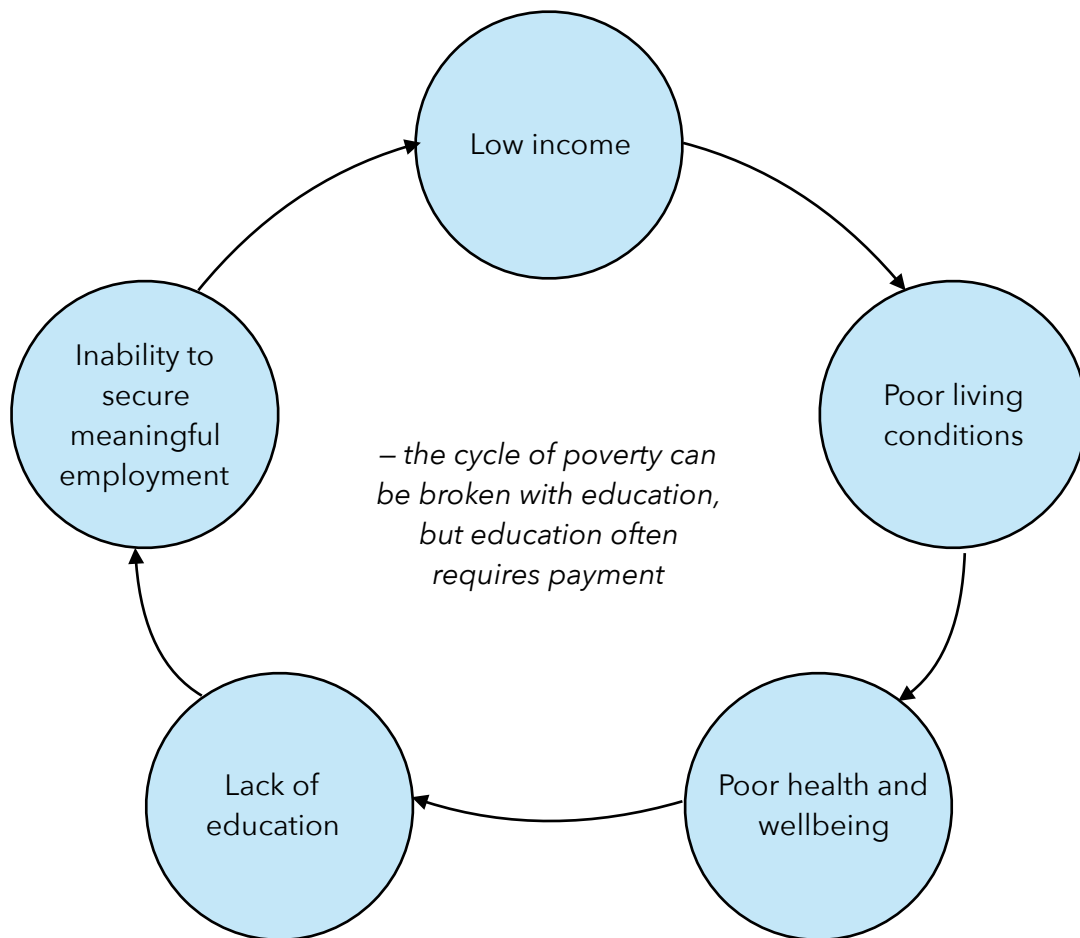 Low income
Poor living
conditions
Poor health and
wellbeing
Lack of
education
Inability to
secure
meaningful
employment
– the cycle of poverty can
be broken with education,
but education often
requires payment